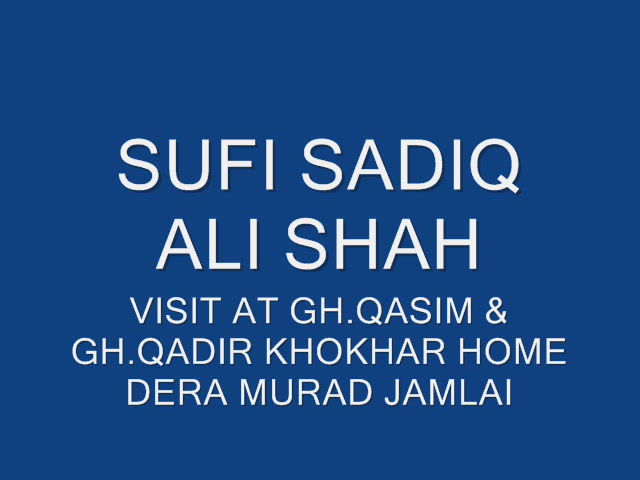 SUFI SADIQ
ALI SHAH
VISIT AT GH.QASIM &
GH.QADIR KHOKHAR HOME
DERA MURAD JAMLAI